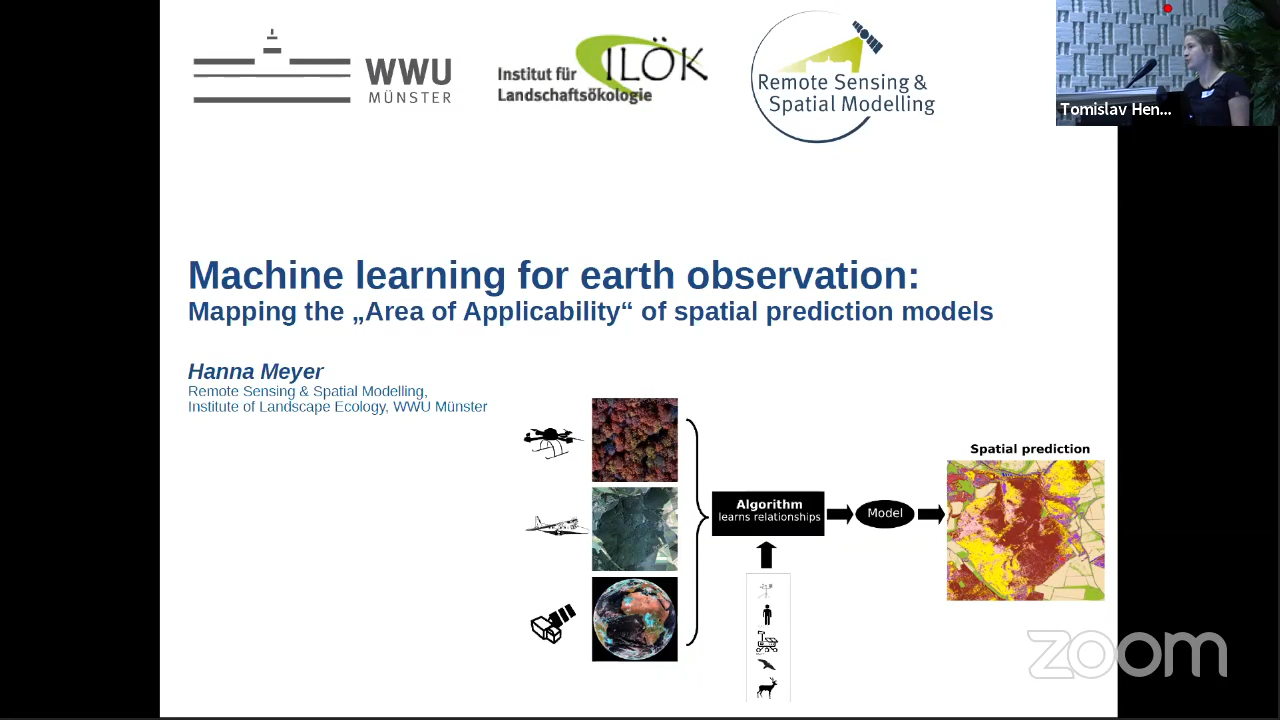 WWU
MÜNSTER
Institut für
Landschaftsökologie
ILÖK
Remote Sensing &
Spatial Modelling
Tomislav Hen...
Machine learning for earth observation:
Mapping the „Area of Applicability“ of spatial prediction models
Hanna Meyer
Remote Sensing & Spatial Modelling,
Institute of Landscape Ecology, WWU Münster
Spatial prediction
Algorithm
learns relationships
Model
zoom